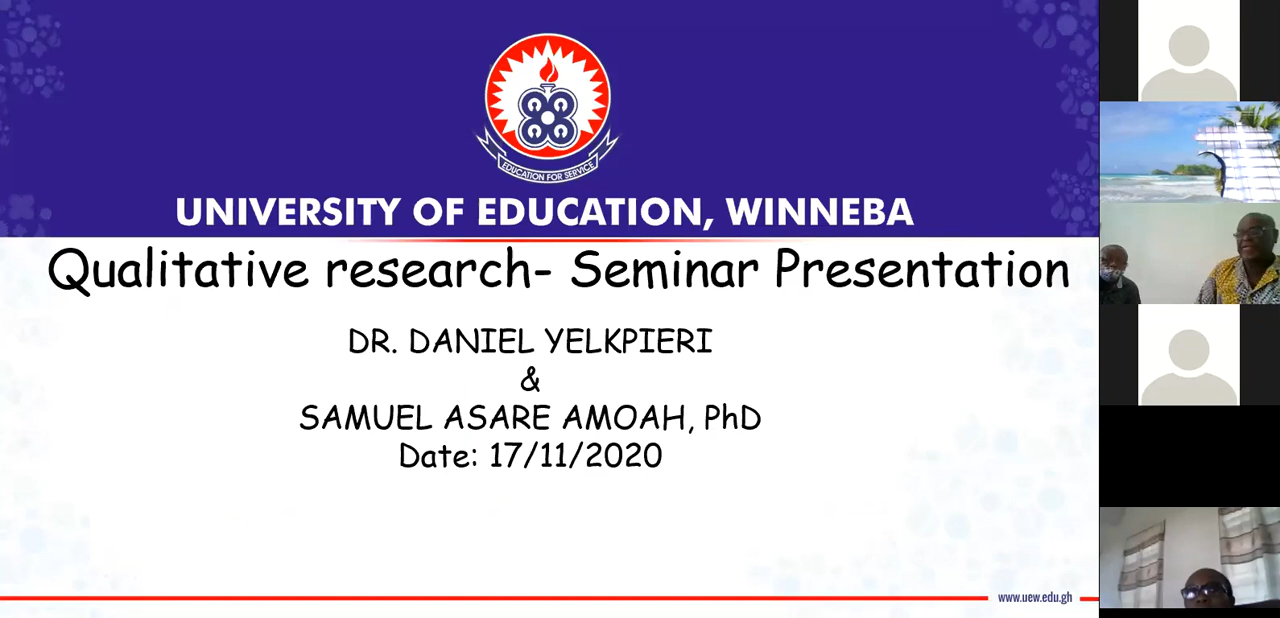 EDUCATION FOR SERVICE
UNIVERSITY OF EDUCATION, WINNEBA
Qualitative research- Seminar Presentation
DR. DANIEL YELKPIERI
&
SAMUEL ASARE AMOAH, PhD
Date: 17/11/2020
www.uew.edu.gh